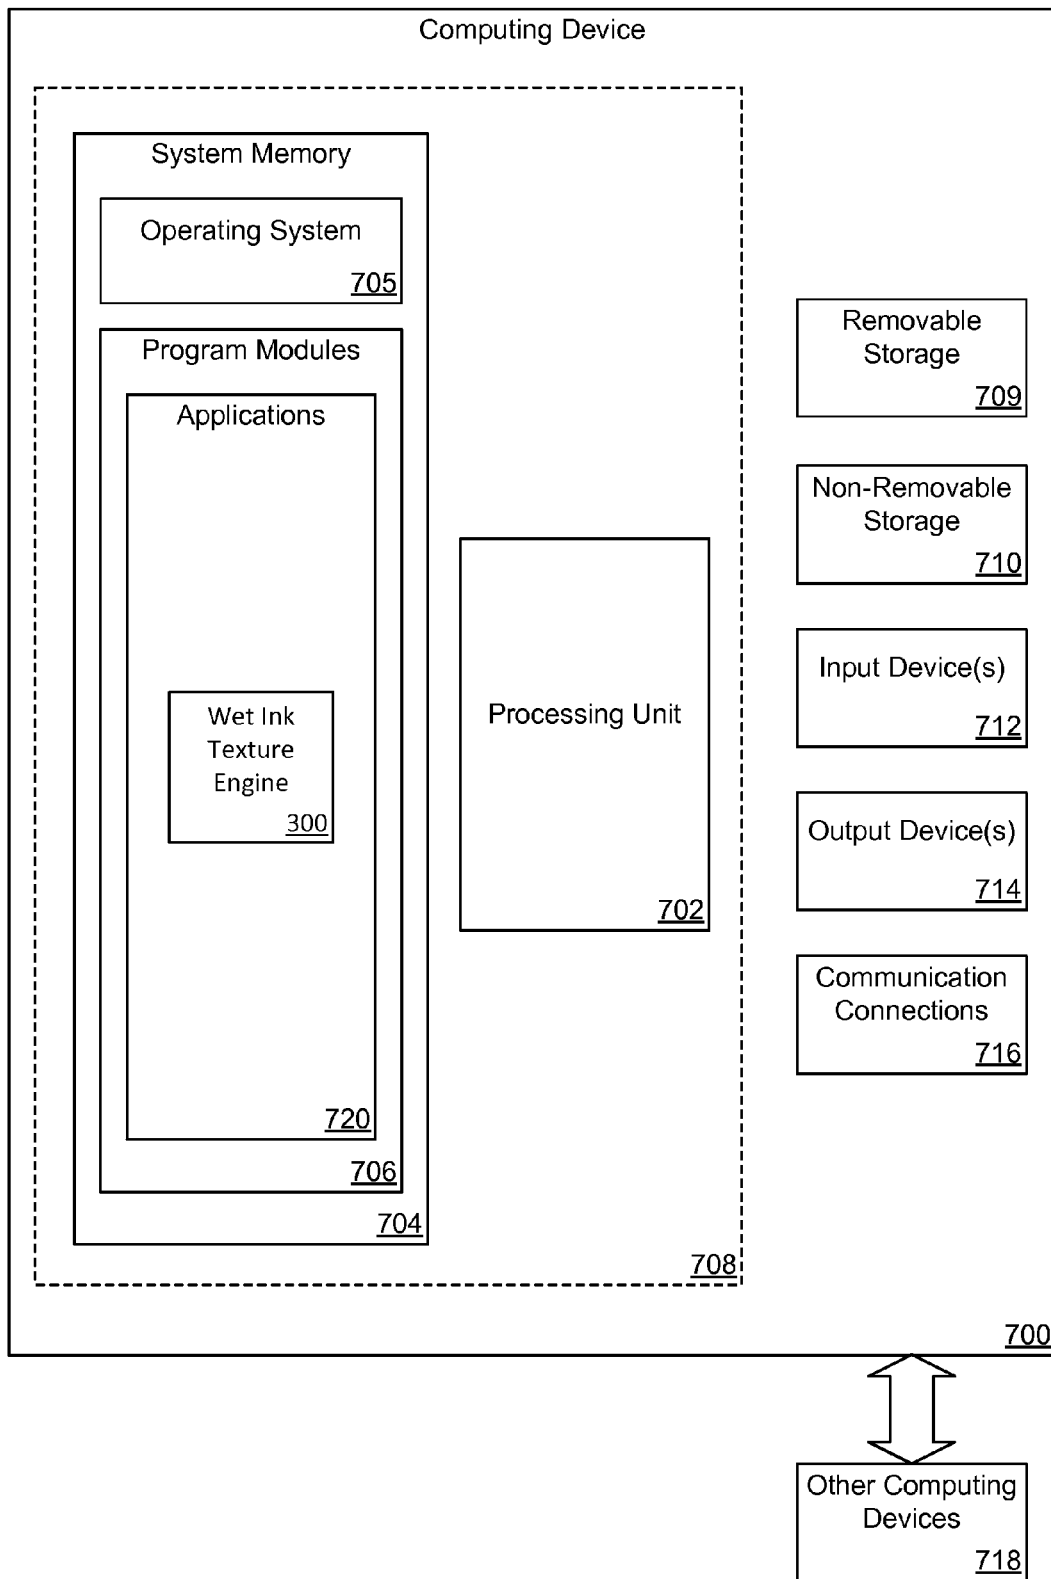 Computing Device
System Memory
Operating System
705
Program Modules
Applications
Wet Ink
Texture
Engine
300
720
706
704
Processing Unit
702
708
Removable
Storage
709
Non-Removable
Storage
710
Input Device(s)
712
Output Device(s)
714
Communication
Connections
716
700
Other Computing
Devices
718